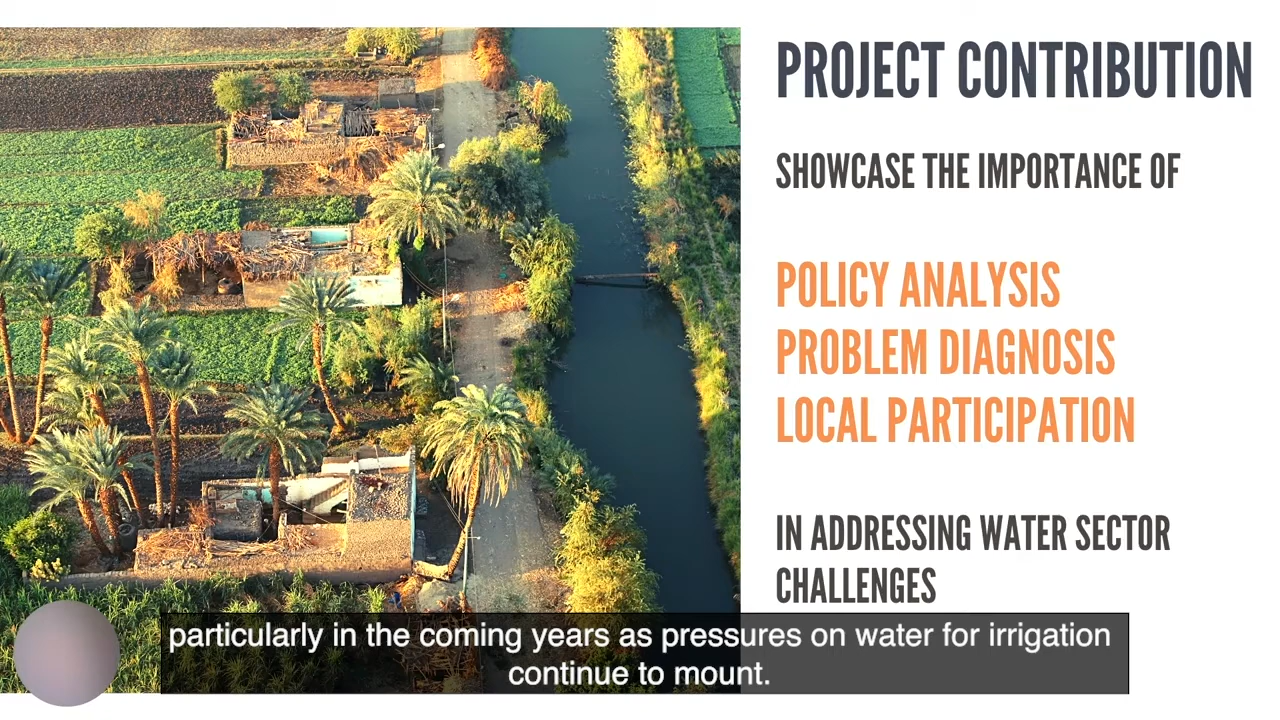 PROJECT CONTRIBUTION
SHOWCASE THE IMPORTANCE OF
POLICY ANALYSIS
PROBLEM DIAGNOSIS
LOCAL PARTICIPATION
IN ADDRESSING WATER SECTOR
CHALLENGES
particularly in the coming years as pressures on water for irrigation
continue to mount.